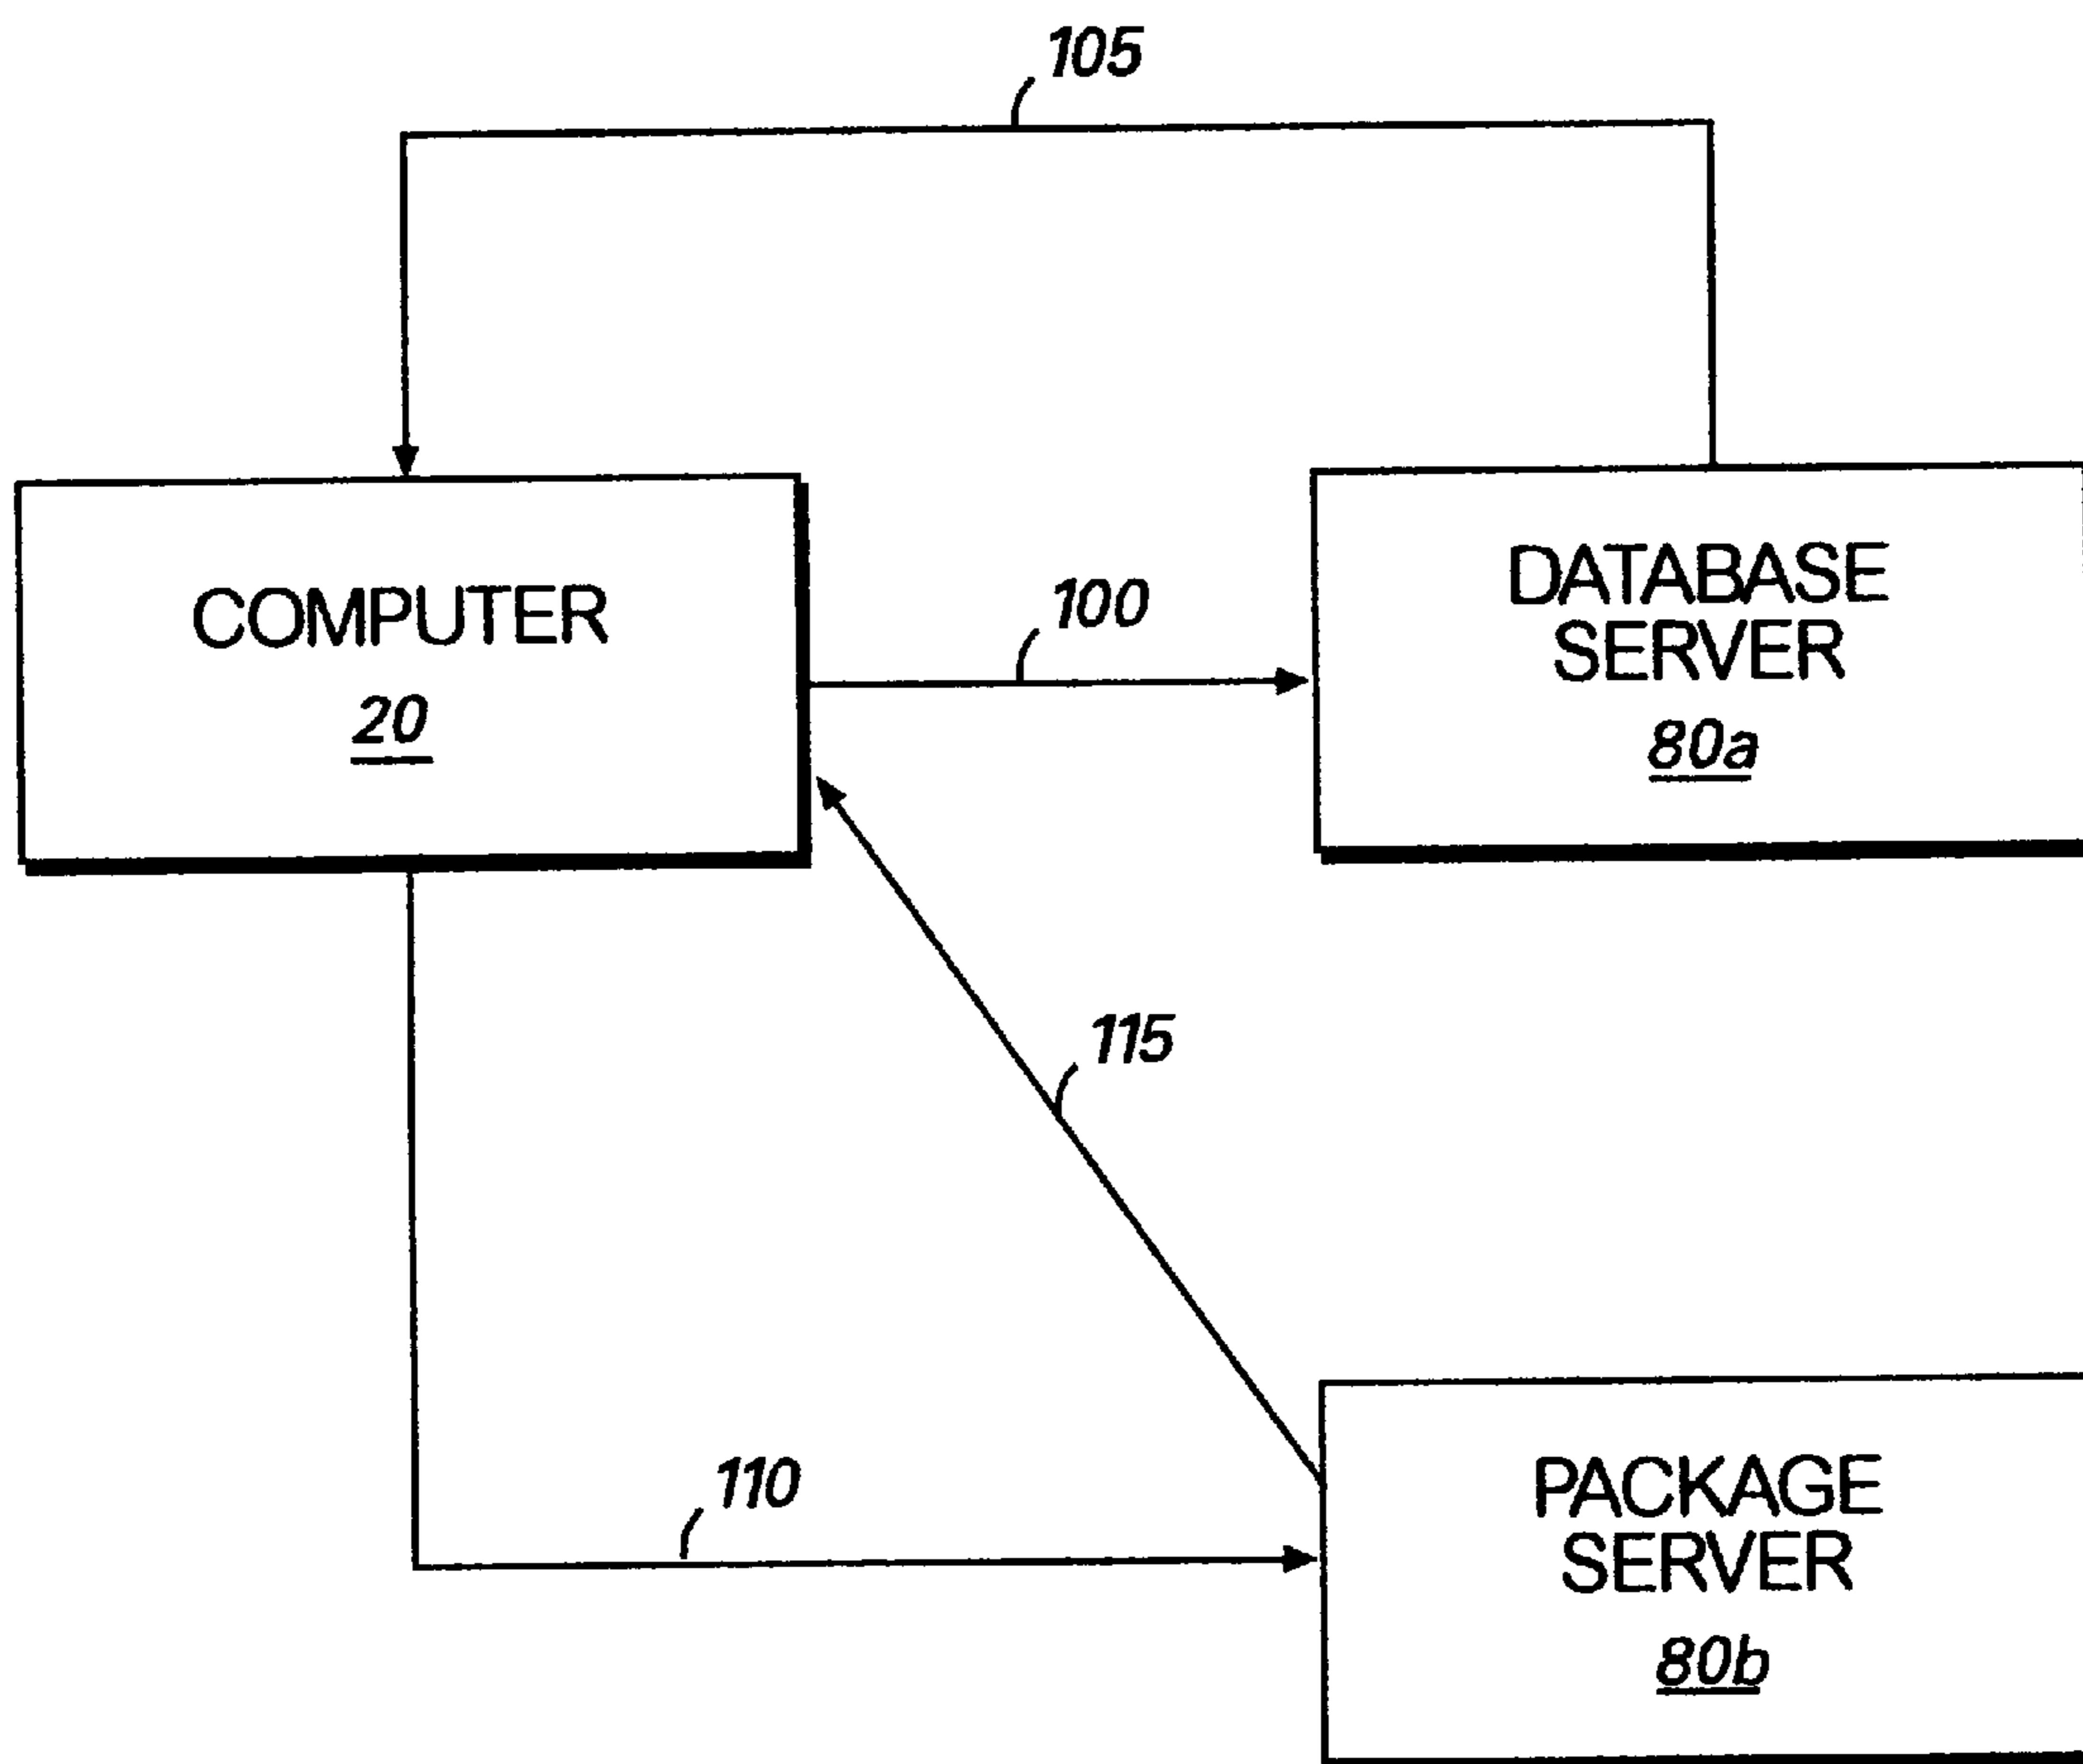 105
COMPUTER
20
100
DATABASE
SERVER
80a
115
110
PACKAGE
SERVER
80b